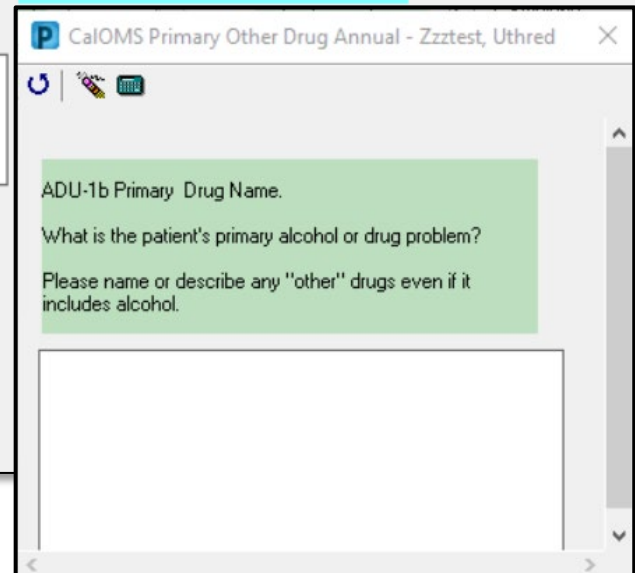 P CalOMS Primary Other Drug Annual - Zzztest, Uthred
ADU-1b Primary Drug Name.
What is the patient's primary alcohol or drug problem?
Please name or describe any "other" drugs even if it
includes alcohol.